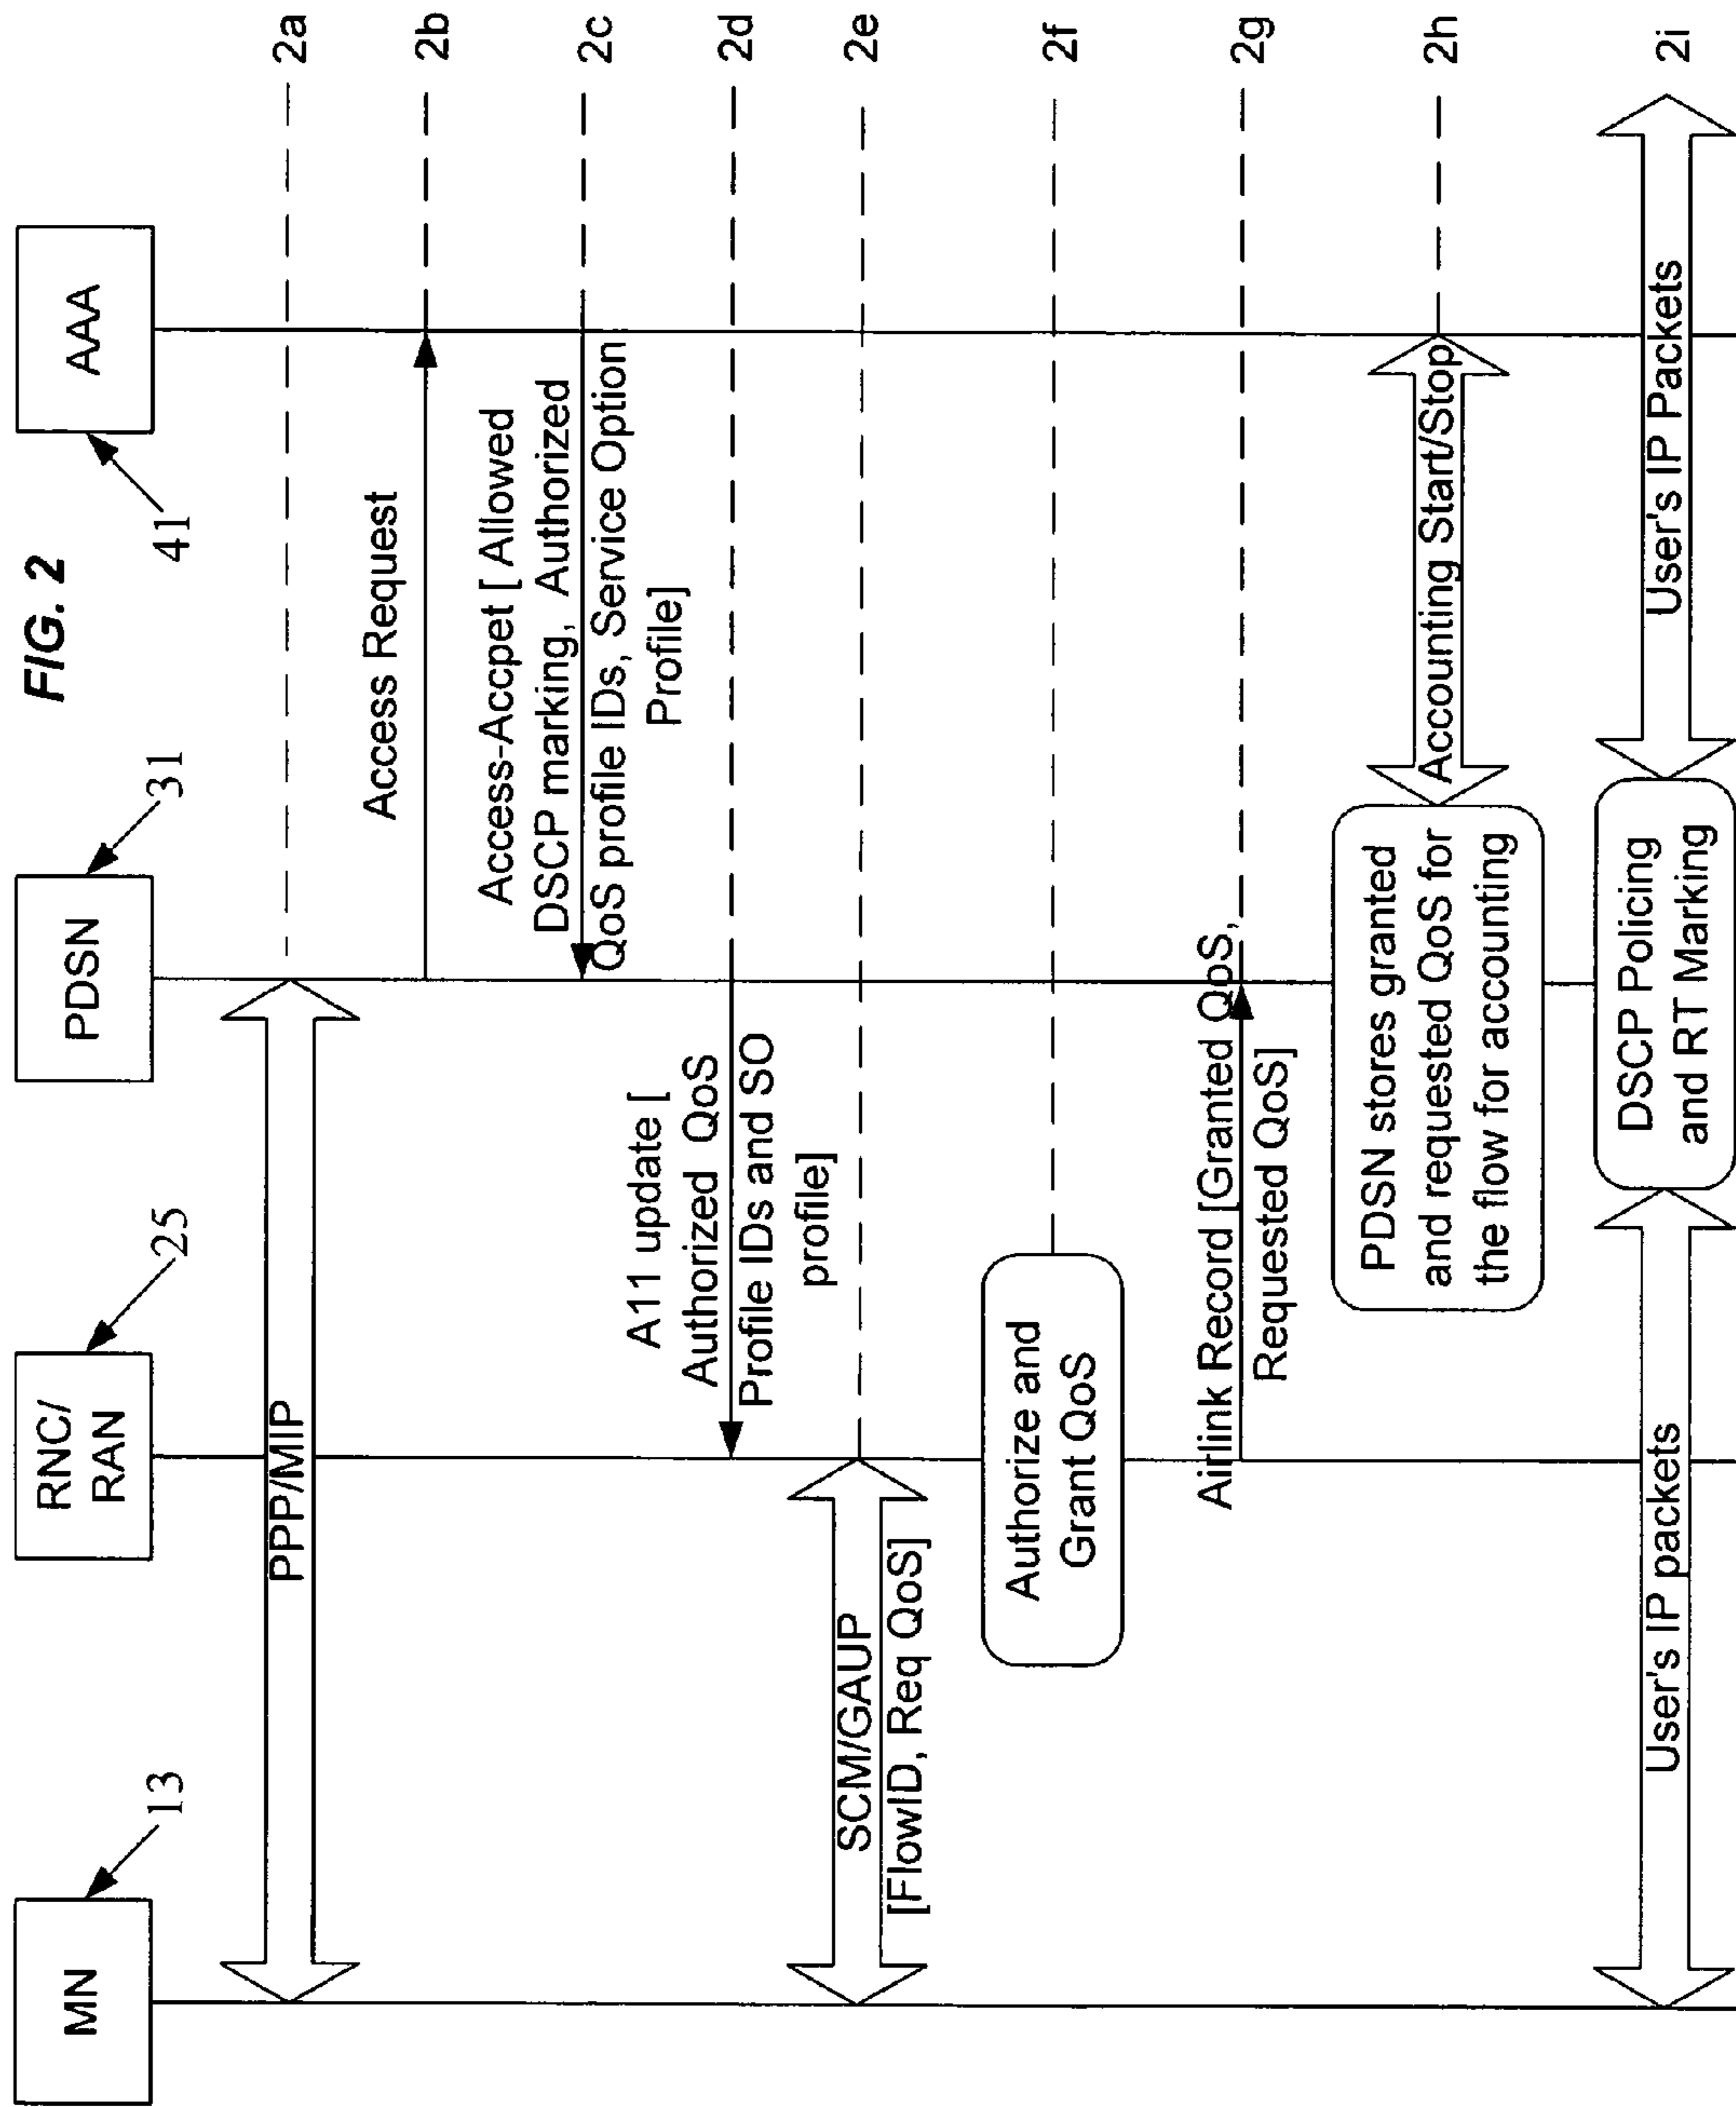 FIG. 2
MN
13
RNC/
RAN
25
PDSN
31
AAA
41
PPP/MIP
2a
Access Request
2b
Access-Accpet [ Allowed
DSCP marking, Authorized
QoS profile IDs, Service Option
Profile]
2c
A11 update [
Authorized QoS
Profile IDs and SO
profile]
2d
SCM/GAUP
[FlowID, Req QoS]
2e
Authorize and
Grant QoS
2f
Airlink Record [Granted QoS,
Requested QoS]
2g
PDSN stores granted
and requested QoS for
the flow for accounting
Accounting Start/Stop
2h
User's IP packets
DSCP Policing
and RT Marking
User's IP Packets
2i